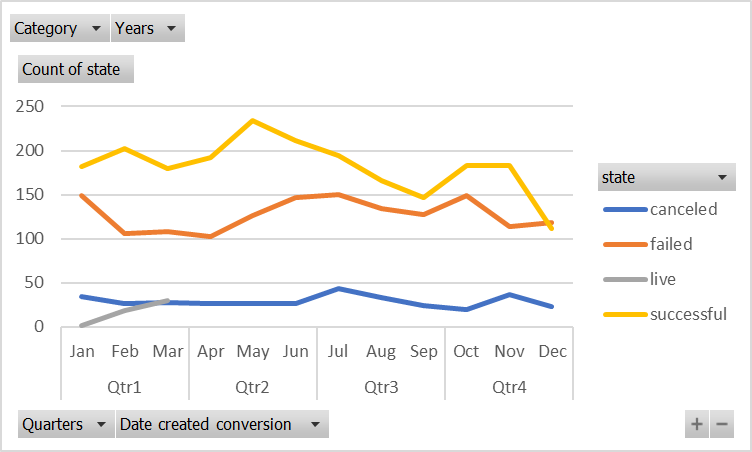 Category Years
Count of state
250
200
150
100
50
0
Jan Feb Mar Apr May Jun Jul Aug Sep Oct Nov Dec
Qtr1 Qtr2 Qtr3 Qtr4
state
canceled
failed
live
successful
Quarters Date created conversion
+ −